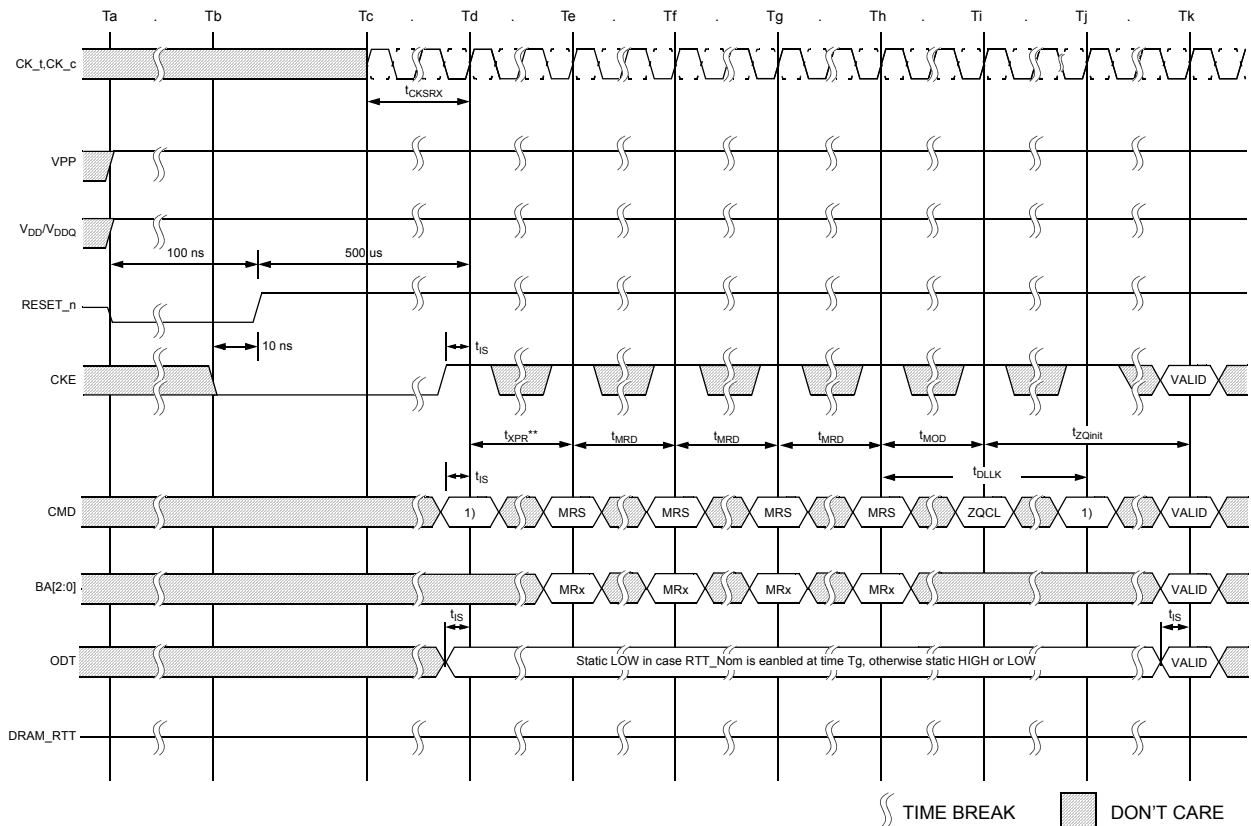 Ta . Tb . Tc . Td . Te . Tf . Tg . Th . Ti . Tj . Tk
CK_t,CK_c
tCKSRX
VPP
VDD/VDDQ
100 ns 500 us
RESET_n
10 ns tIS
CKE VALID
tXPR** tMRD tMRD tMRD tMOD tZQinit
tIS tDLLK
CMD 1) MRS MRS MRS MRS ZQCL 1) VALID
BA[2:0] MRx MRx MRx MRx VALID
tIS tIS
ODT Static LOW in case RTT_Nom is eanbled at time Tg, otherwise static HIGH or LOW VALID
DRAM_RTT
TIME BREAK DON'T CARE